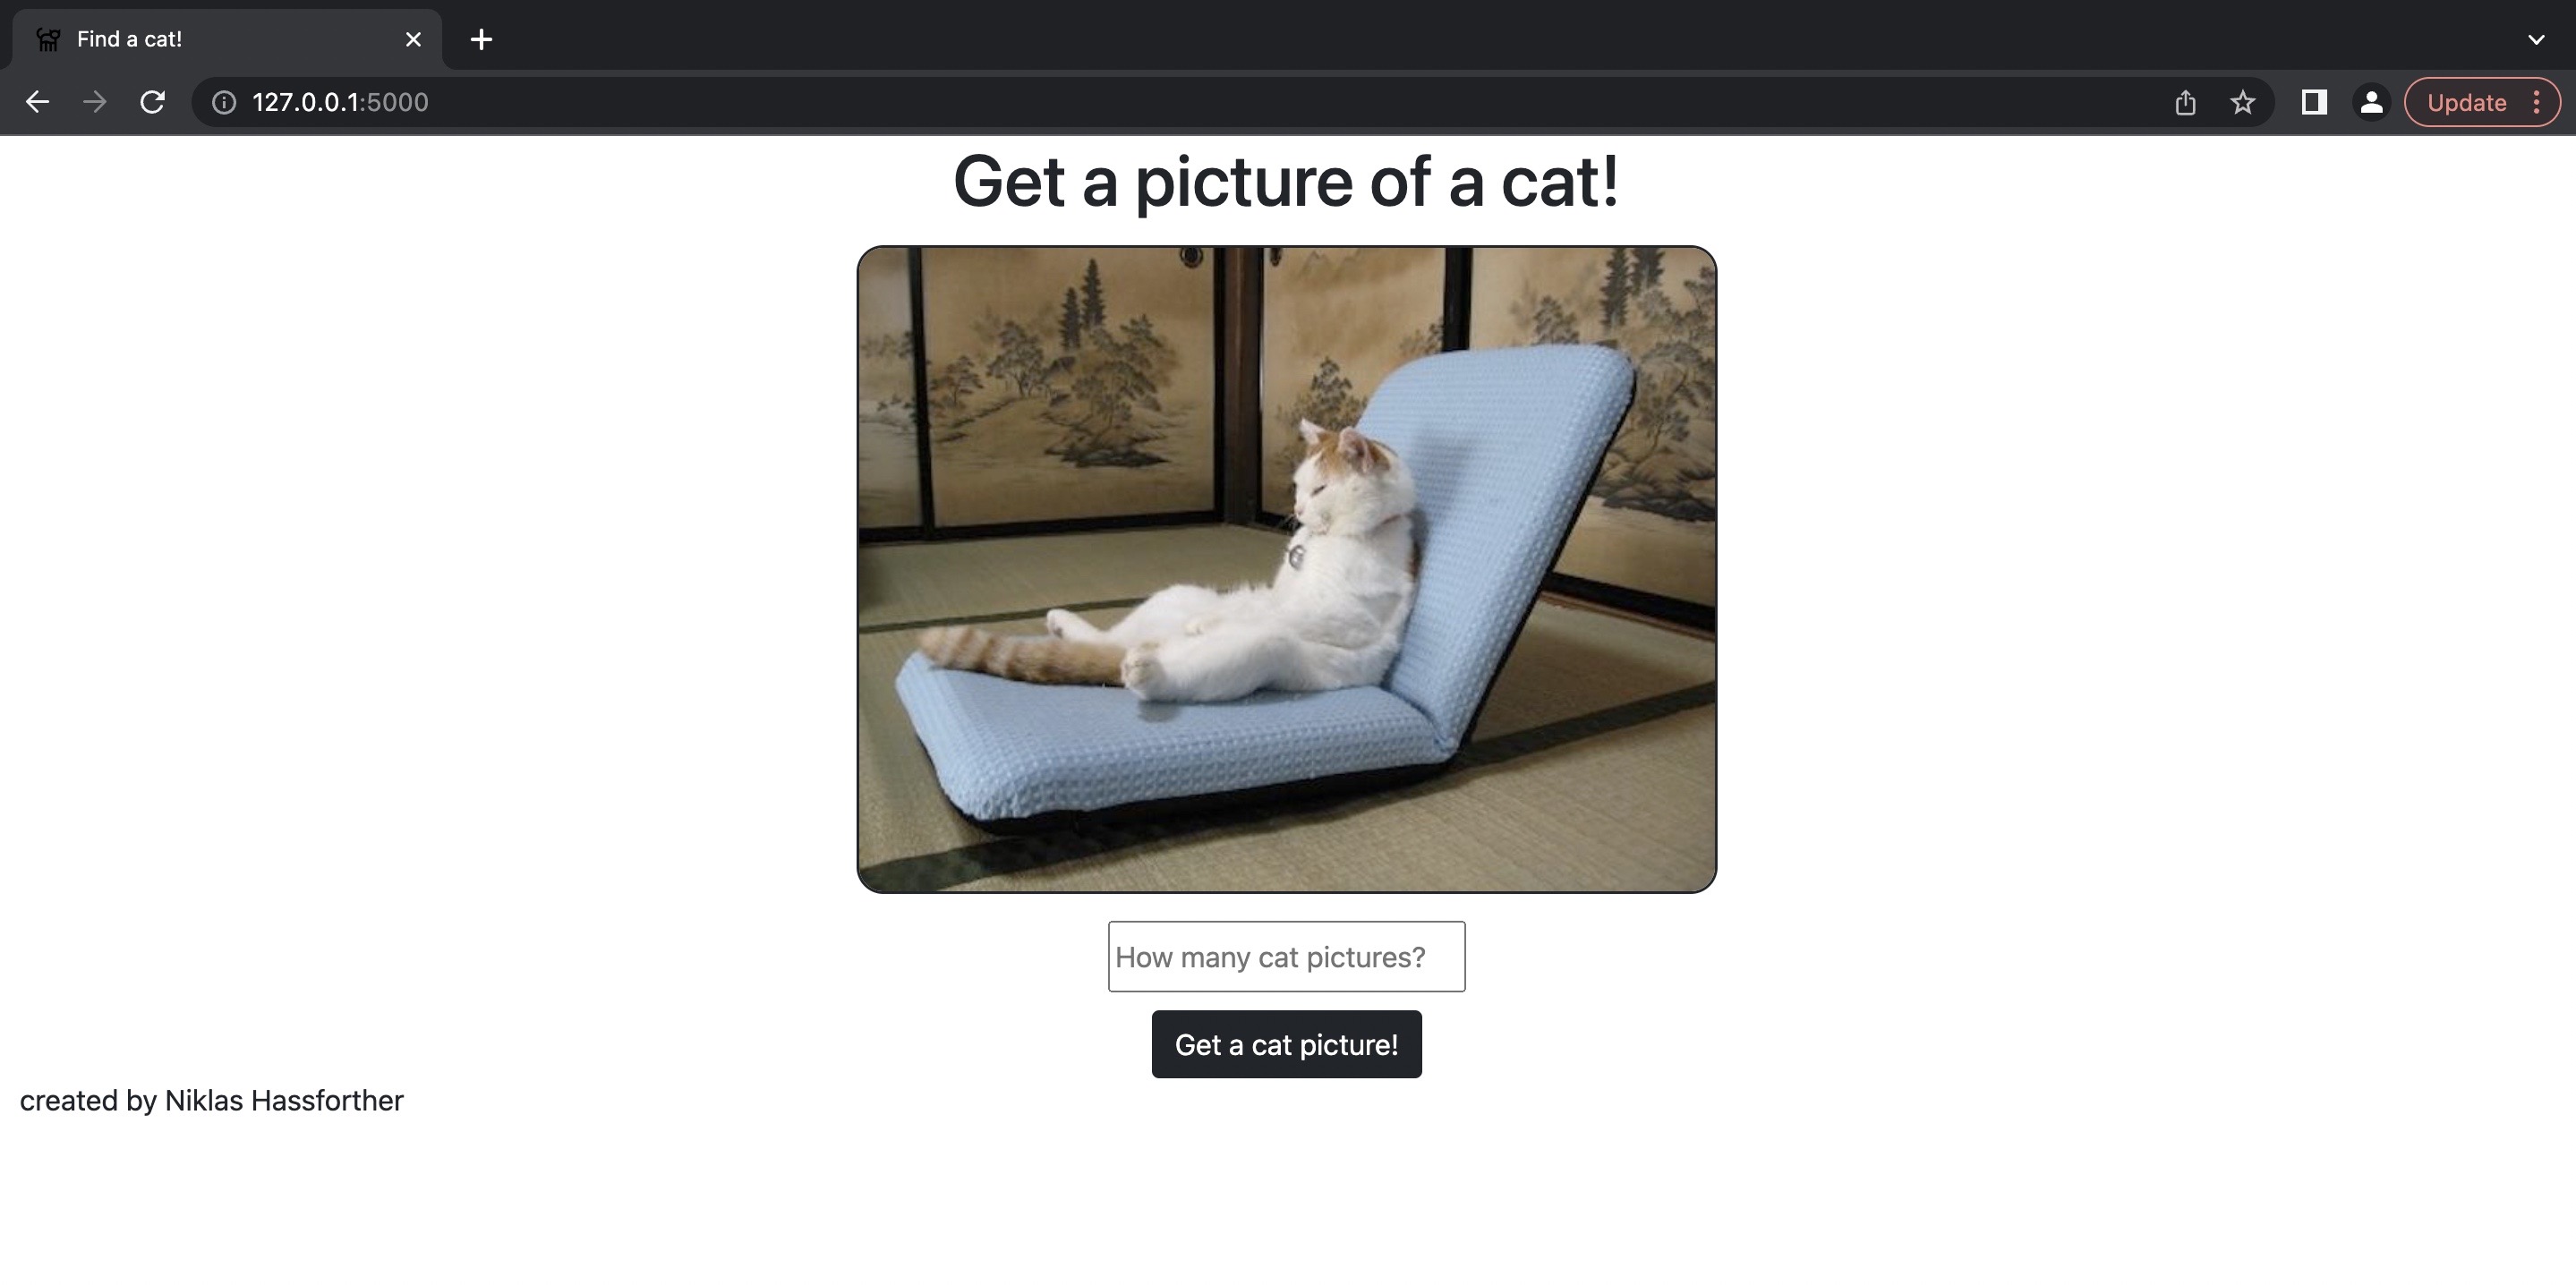 Find a cat!
127.0.0.1:5000
Update
Get a picture of a cat!
How many cat pictures?
Get a cat picture!
created by Niklas Hassforther